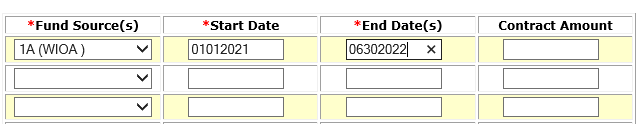 *Fund Source(s) *Start Date *End Date(s) Contract Amount
1A (WIOA ) 01012021 06302022